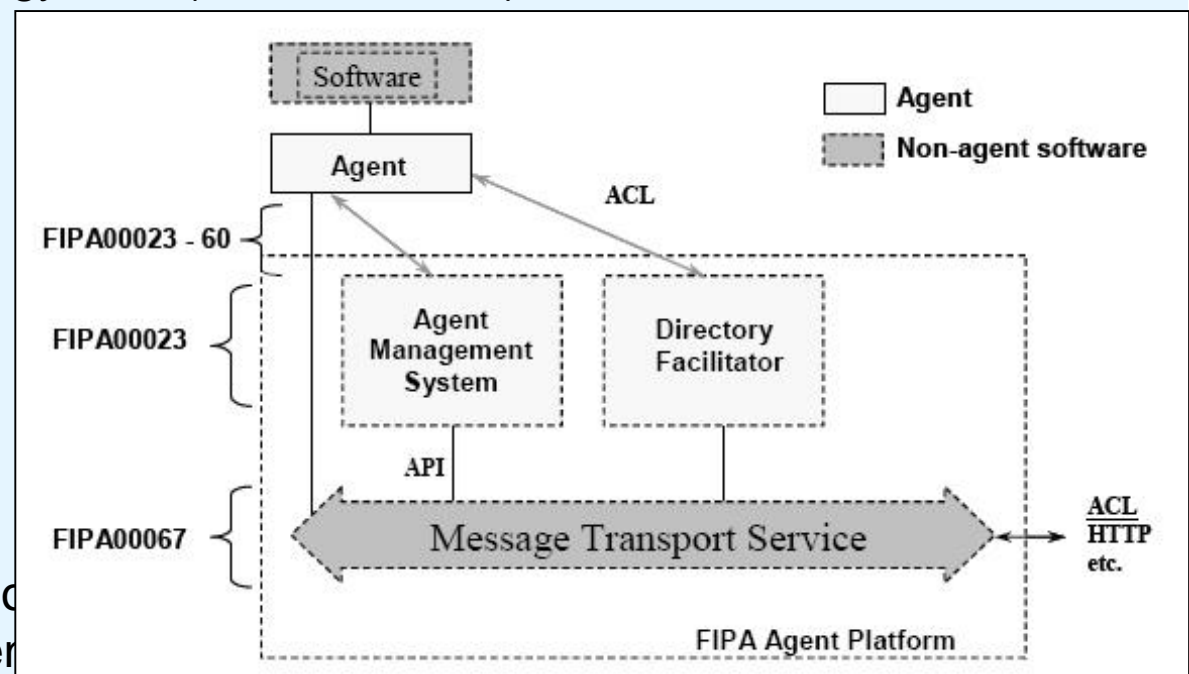 Software
Agent
Agent
Non-agent software
ACL
FIPA00023 - 60
FIPA00023
Agent
Management
System
Directory
Facilitator
API
FIPA00067
Message Transport Service
ACL
HTTP
etc.
FIPA Agent Platform